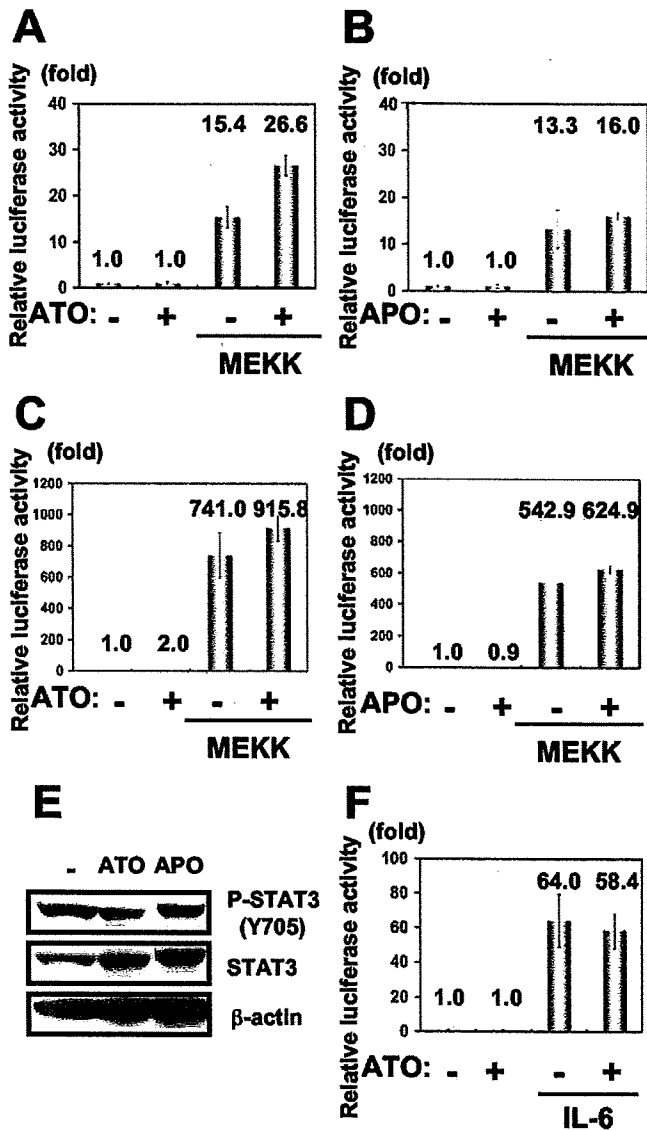 A
B
(fold)
(fold)
Relative luciferase activity
Relative luciferase activity
40
30
20
10
0
1.0
1.0
15.4
26.6
40
30
20
10
0
1.0
1.0
13.3
16.0
ATO: - + - +
MEKK
APO: - + - +
MEKK
C
D
(fold)
(fold)
Relative luciferase activity
Relative luciferase activity
1200
1000
800
600
400
200
0
1.0
2.0
741.0
915.8
1200
1000
800
600
400
200
0
1.0
0.9
542.9
624.9
ATO: - + - +
MEKK
APO: - + - +
MEKK
E
- ATO APO
P-STAT3
(Y705)
STAT3
β-actin
F
(fold)
Relative luciferase activity
100
80
60
40
20
0
1.0
1.0
64.0
58.4
ATO: - + - +
IL-6